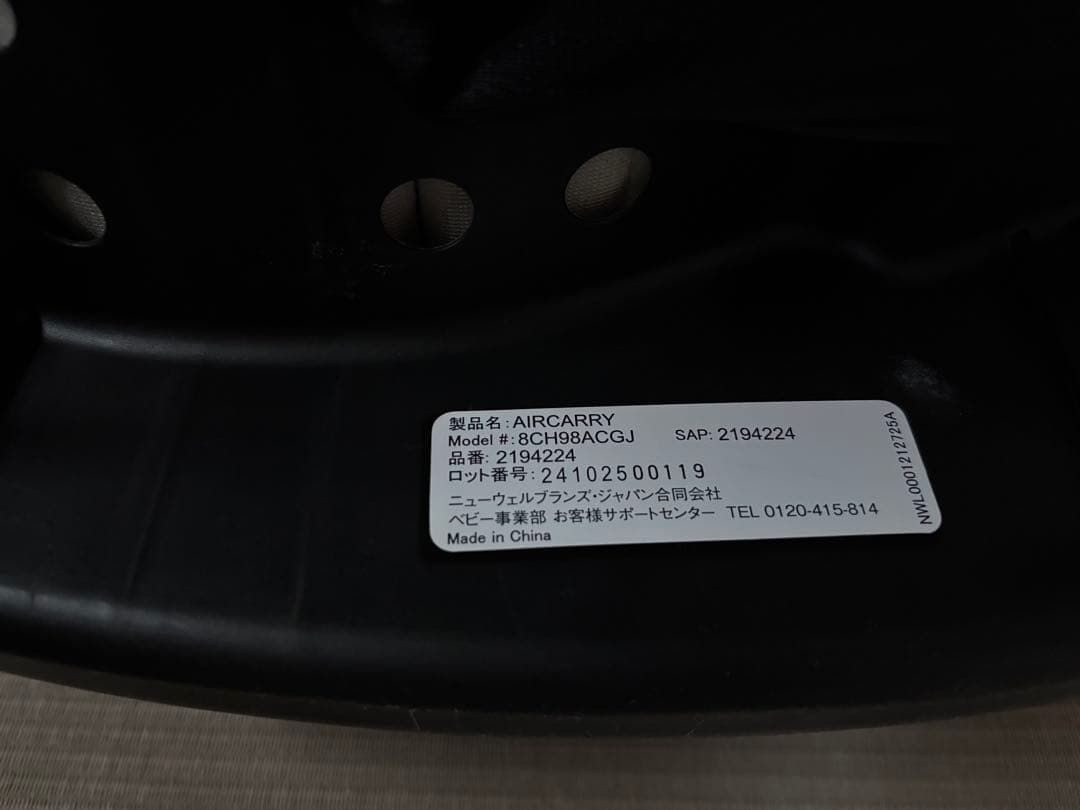 製品名:AIRCARRY
Model #:8CH98ACGJ SAP: 2194224
品番: 2194224
ロット番号: 24102500119
ニューウェルブランズ・ジャパン合同会社
ベビー事業部 お客様サポートセンター TEL 0120-415-814
Made in China
NWL0001212725A